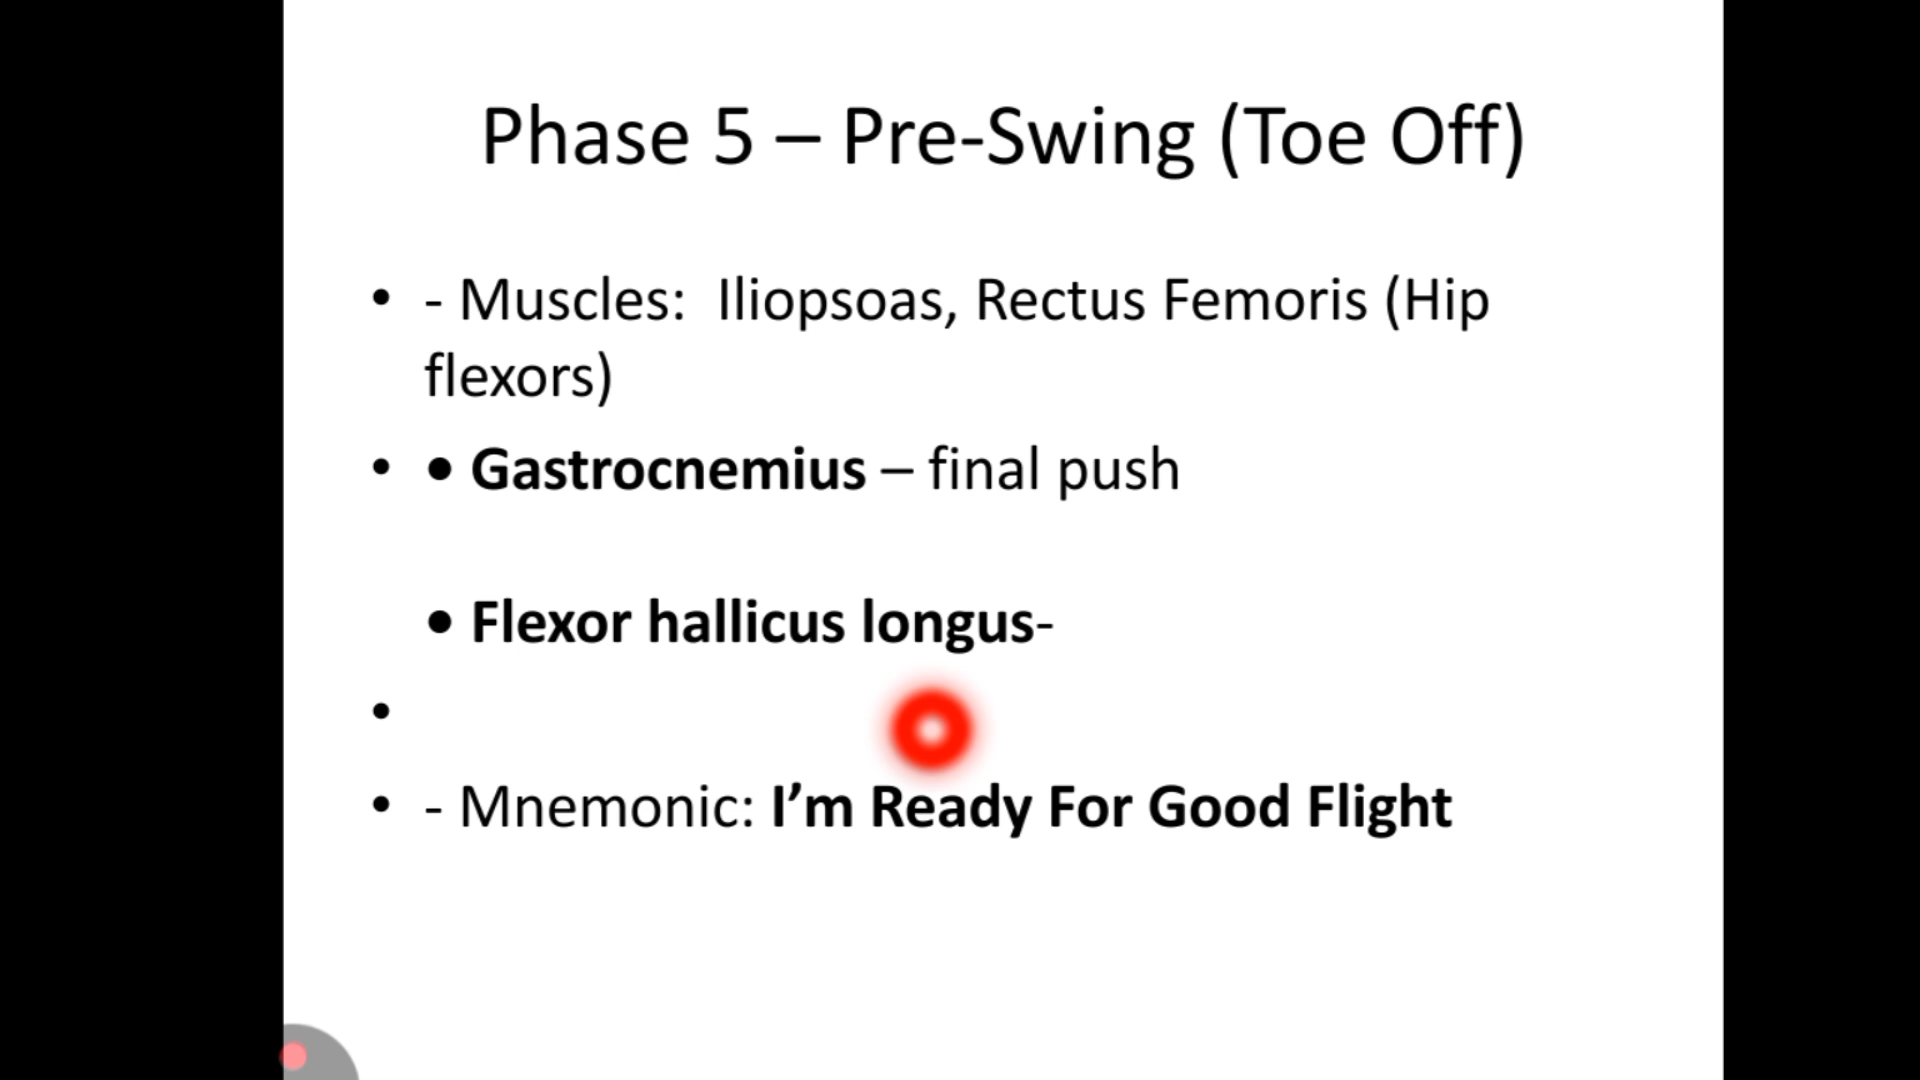 Phase 5 – Pre-Swing (Toe Off)
• - Muscles:  Iliopsoas, Rectus Femoris (Hip
flexors)
• • Gastrocnemius – final push
• Flexor hallicus longus-
•
• - Mnemonic: I’m Ready For Good Flight